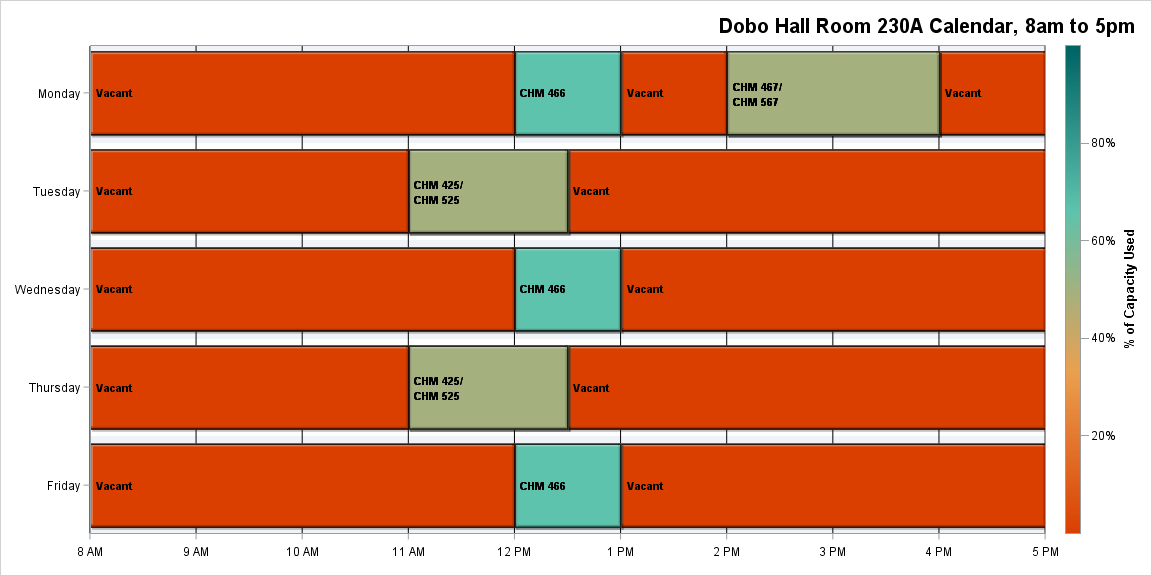 Dobo Hall Room 230A Calendar, 8am to 5pm
Monday
Vacant
CHM 466
Vacant
CHM 467/
CHM 567
Vacant
Tuesday
Vacant
CHM 425/
CHM 525
Vacant
Wednesday
Vacant
CHM 466
Vacant
Thursday
Vacant
CHM 425/
CHM 525
Vacant
Friday
Vacant
CHM 466
Vacant
8 AM
9 AM
10 AM
11 AM
12 PM
1 PM
2 PM
3 PM
4 PM
5 PM
80%
60%
40%
20%
% of Capacity Used